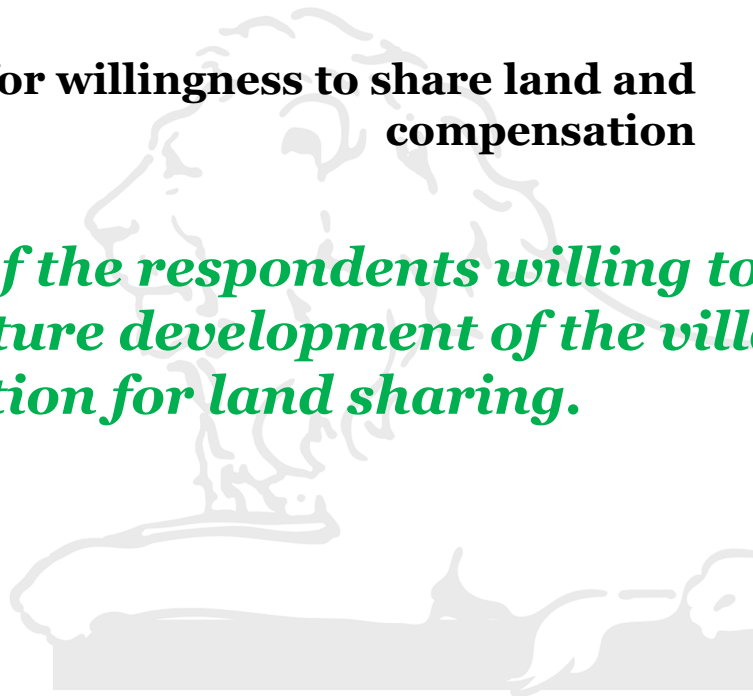 for willingness to share land and
compensation
f the respondents willing to
ture development of the vill
tion for land sharing.